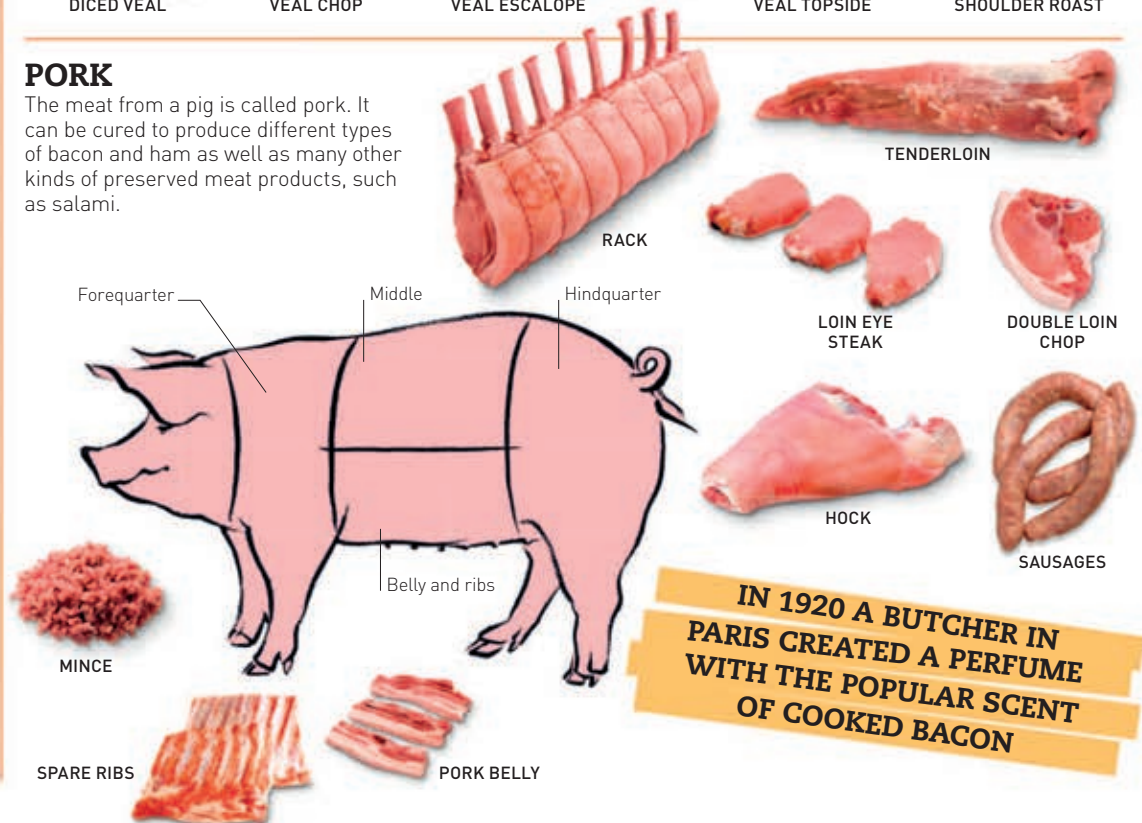 DICED VEAL
VEAL CHOP
VEAL ESCALOPE
VEAL TOPSIDE
SHOULDER ROAST
PORK
The meat from a pig is called pork. It
can be cured to produce different types
of bacon and ham as well as many other
kinds of preserved meat products, such
as salami.
RACK
TENDERLOIN
LOIN EYE
STEAK
DOUBLE LOIN
CHOP
Forequarter
Middle
Hindquarter
HOCK
SAUSAGES
Belly and ribs
MINCE
SPARE RIBS
PORK BELLY
IN 1920 A BUTCHER IN
PARIS CREATED A PERFUME
WITH THE POPULAR SCENT
OF COOKED BACON